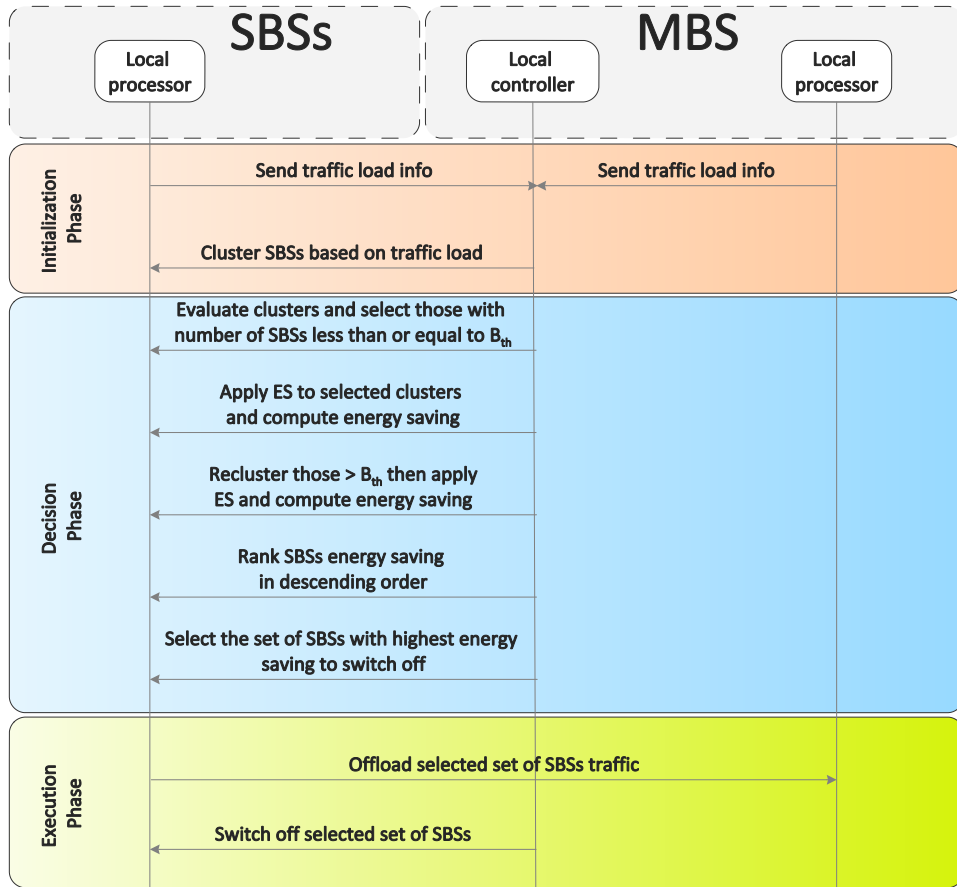 SBSs
MBS
Local
processor
Local
controller
Local
processor
Initialization
Phase
Send traffic load info
Send traffic load info
Cluster SBSs based on traffic load
Decision
Phase
Evaluate clusters and select those with
number of SBSs less than or equal to Bth
Apply ES to selected clusters
and compute energy saving
Recluster those > Bth then apply
ES and compute energy saving
Rank SBSs energy saving
in descending order
Select the set of SBSs with highest energy
saving to switch off
Execution
Phase
Offload selected set of SBSs traffic
Switch off selected set of SBSs